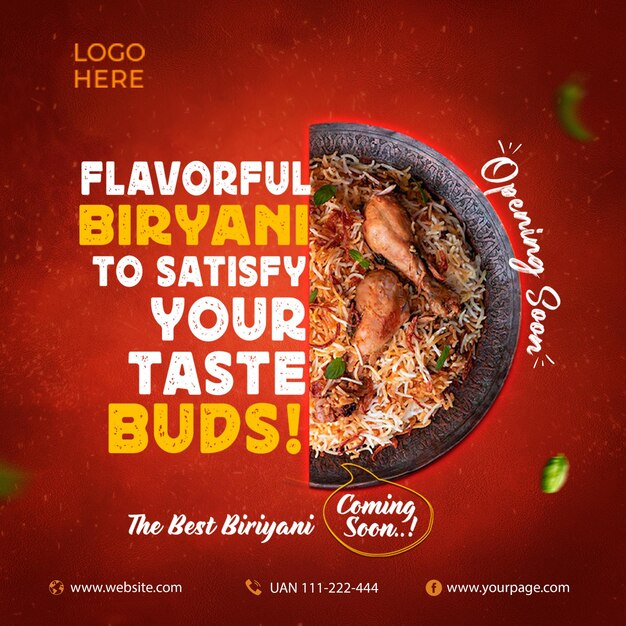 LOGO
HERE
FLAVORFUL
BIRYANI
TO SATISFY
YOUR
TASTE
BUDS!
Opening Soon
The Best Biriyani
Coming
Soon..!
www.website.com
UAN 111-222-444
www.yourpage.com